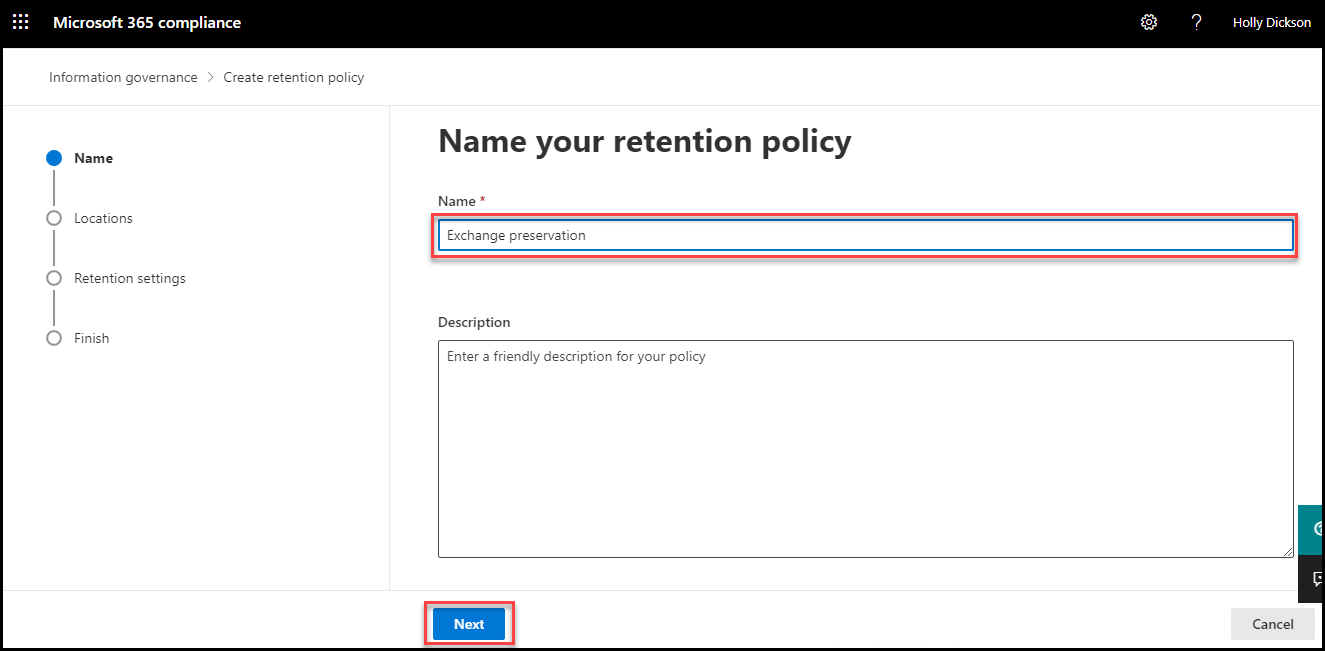 Microsoft 365 compliance
?
Holly Dickson
Information governance > Create retention policy
Name
Locations
Retention settings
Finish
Name your retention policy
Name *
Exchange preservation
Description
Enter a friendly description for your policy
Next
Cancel